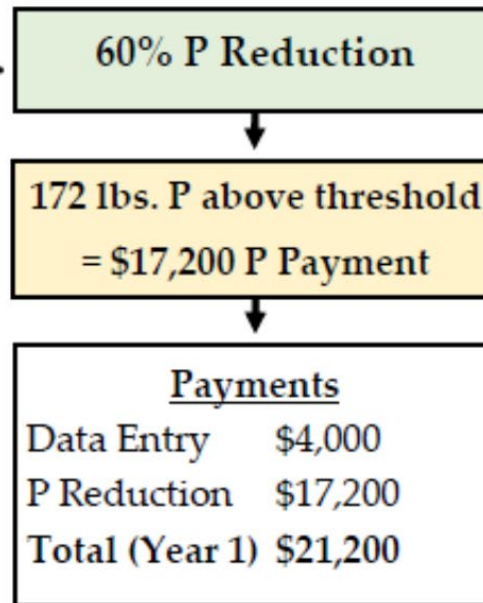 60% P Reduction
172 lbs. P above threshold
= $17,200 P Payment
Payments
Data Entry $4,000
P Reduction $17,200
Total (Year 1) $21,200